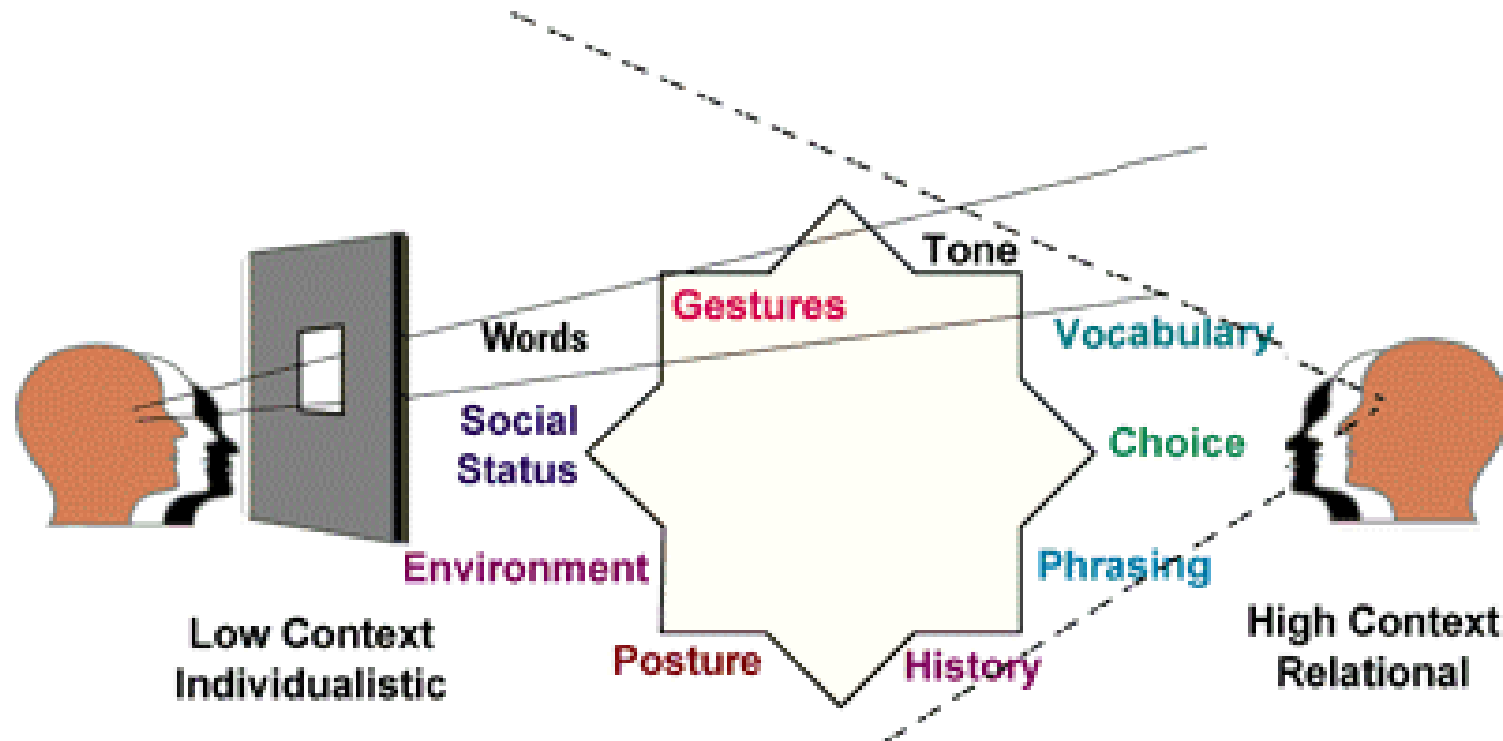 Tone
Gestures
Words
Vocabulary
Social
Status
Choice
Environment
Phrasing
Posture
History
Low Context
Individualistic
High Context
Relational